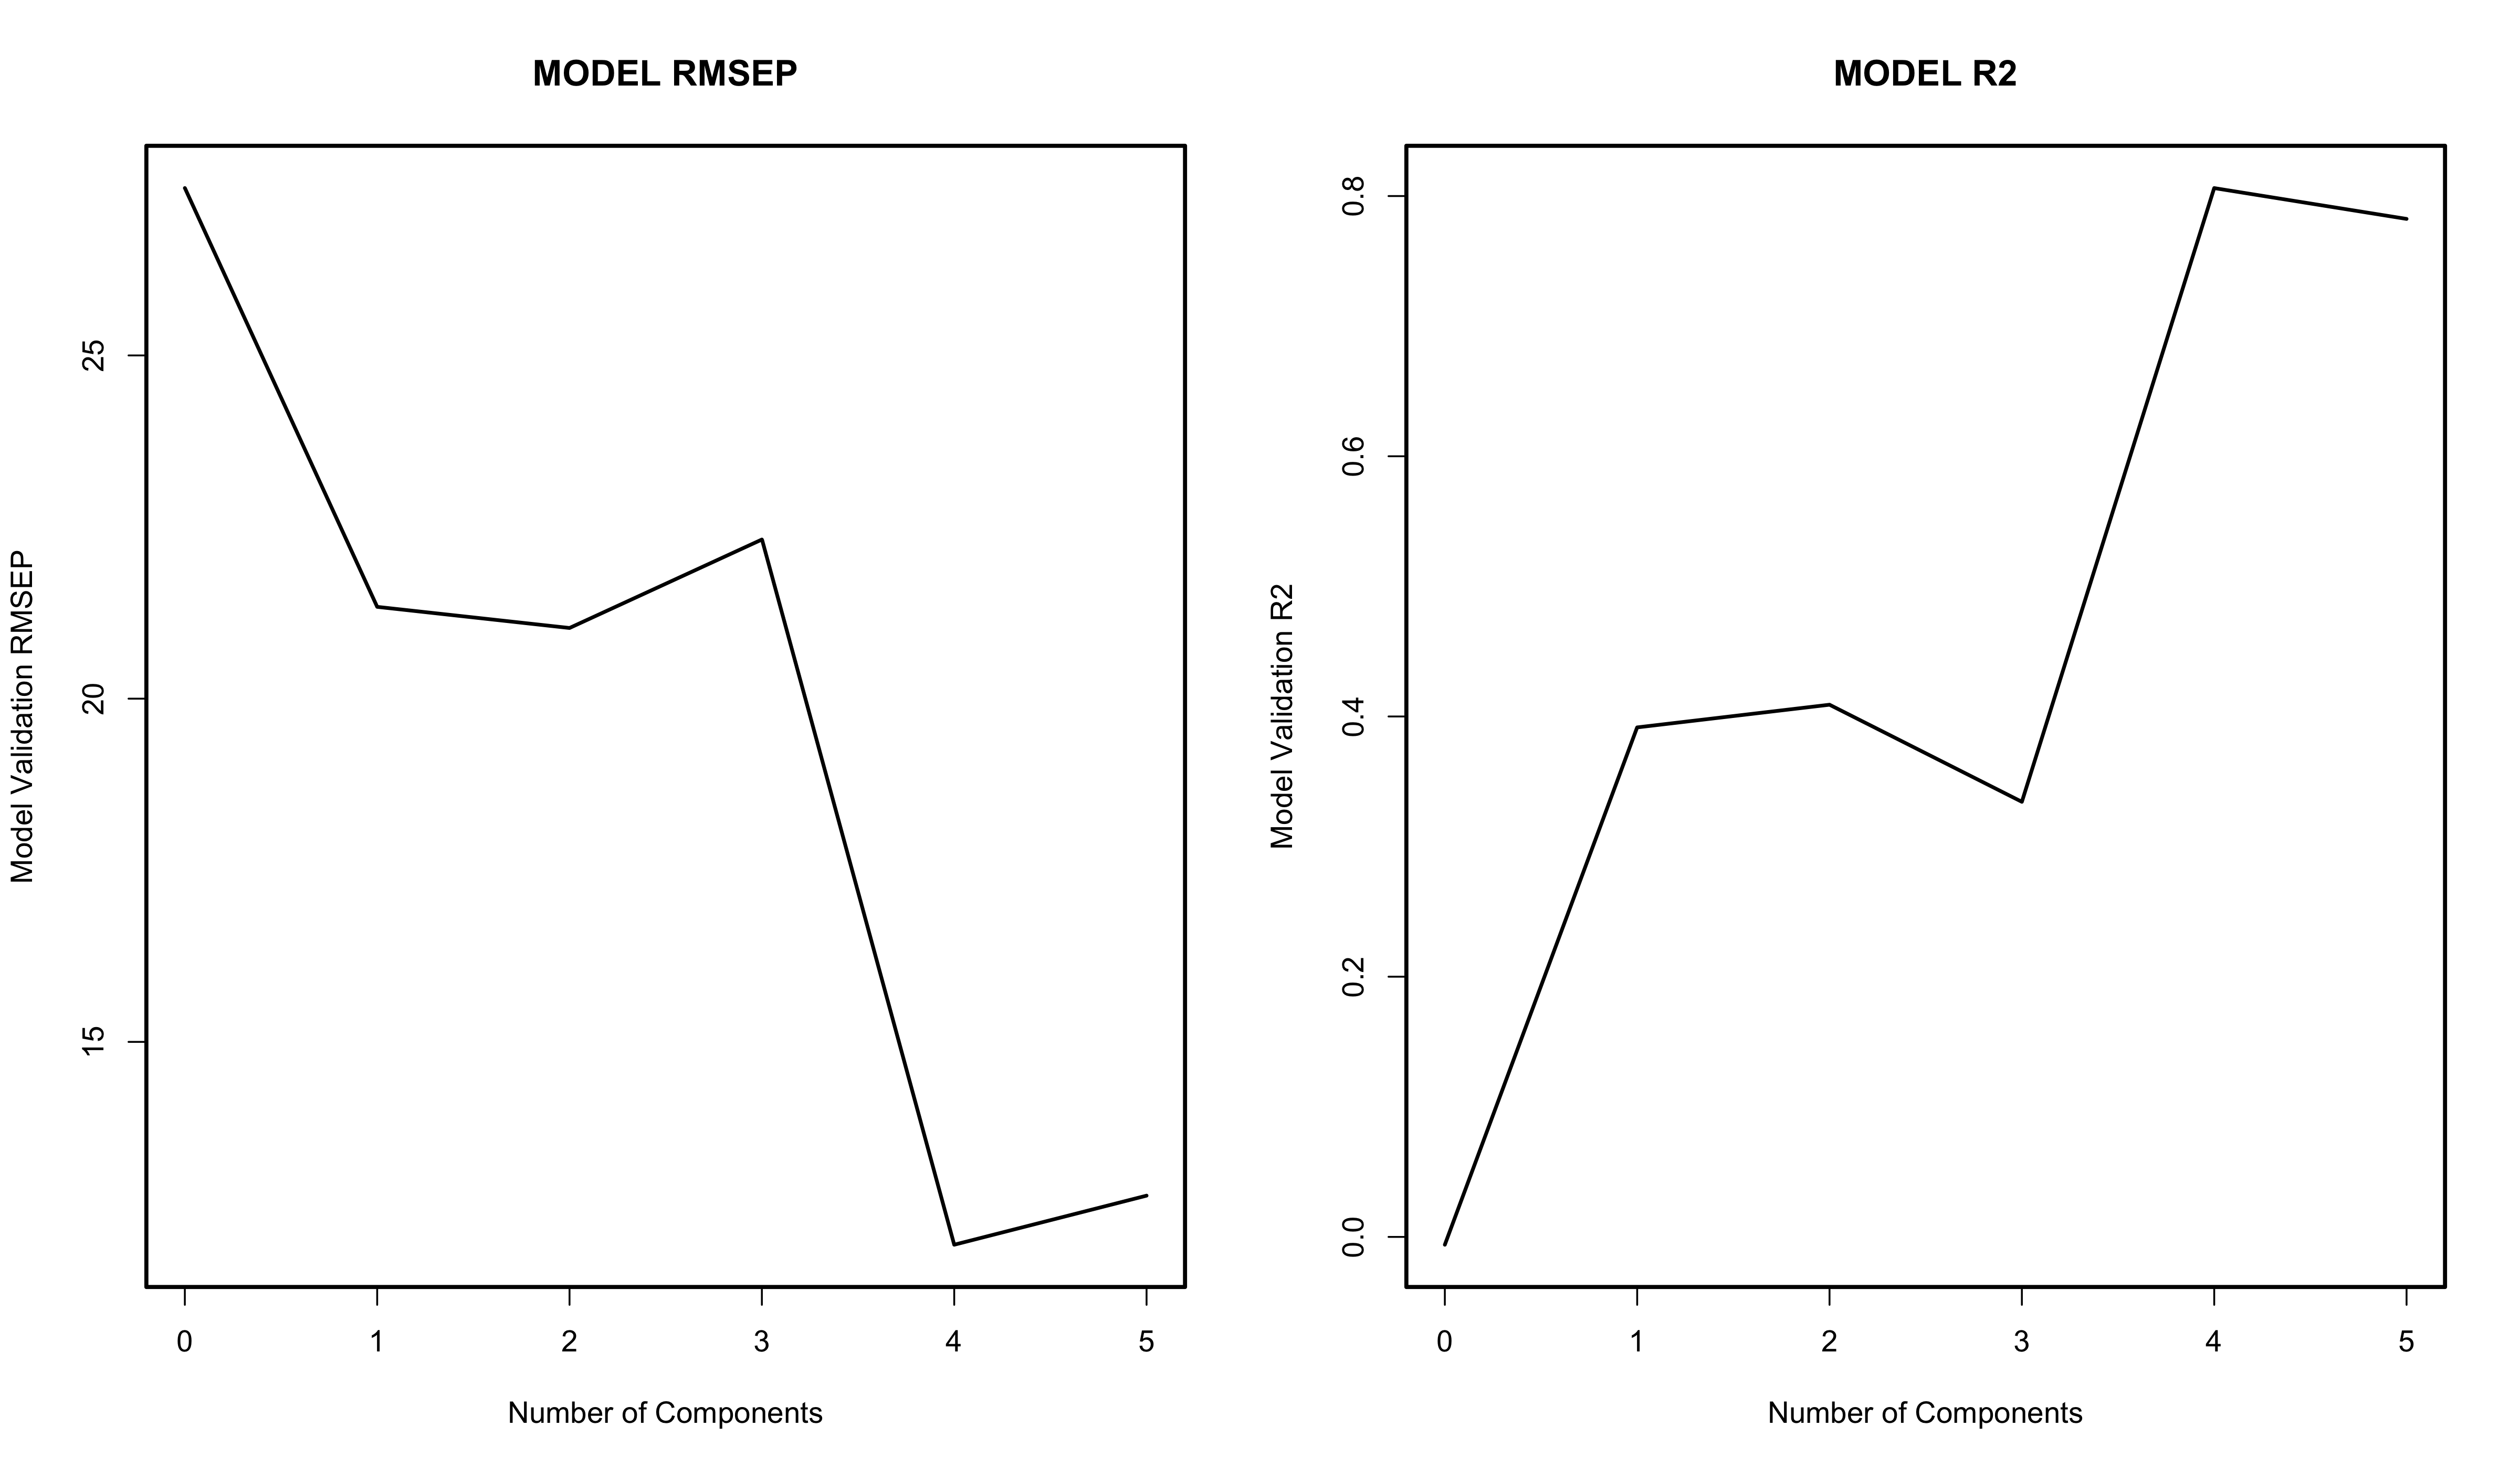 MODEL RMSEP
Model Validation RMSEP
25
20
15
0 1 2 3 4 5
Number of Components
MODEL R2
Model Validation R2
0.8
0.6
0.4
0.2
0.0
0 1 2 3 4 5
Number of Components